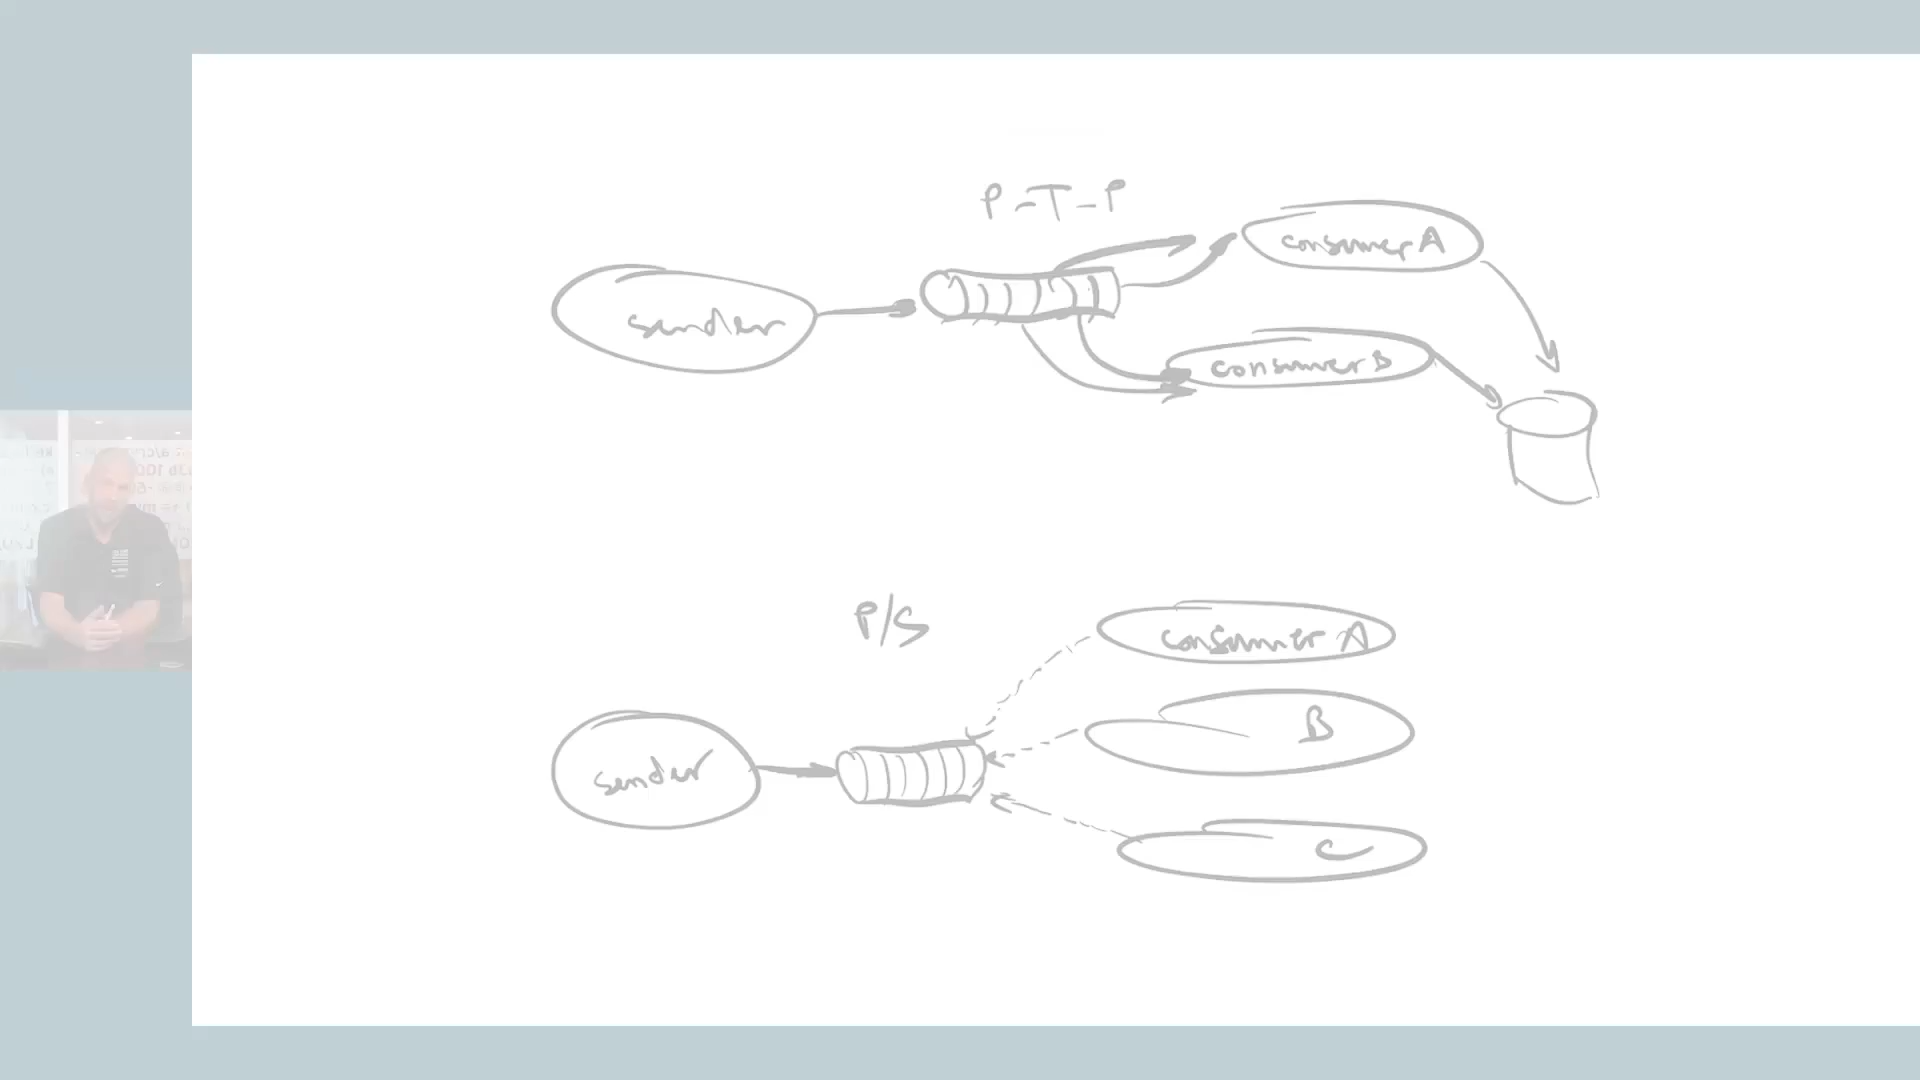 P-T-P
consumer A
sender
consumer B
P/S
consumer A
B
sender
C